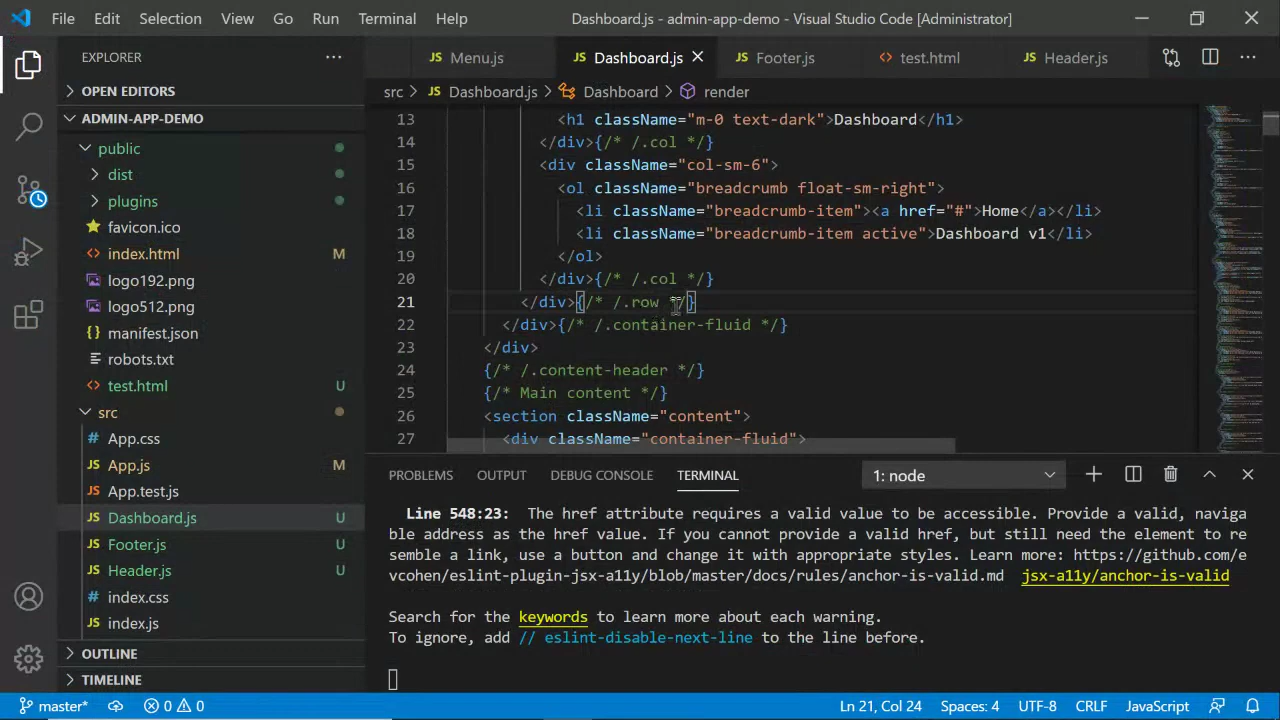 File Edit Selection View Go Run Terminal Help Dashboard.js - admin-app-demo - Visual Studio Code [Administrator]
EXPLORER
OPEN EDITORS
ADMIN-APP-DEMO
public
dist
plugins
favicon.ico
index.html M
logo192.png
logo512.png
manifest.json
robots.txt
test.html U
src
App.css
App.js M
App.test.js
Dashboard.js U
Footer.js U
Header.js U
index.css
index.js
OUTLINE
TIMELINE
JS Menu.js JS Dashboard.js JS Footer.js test.html JS Header.js
src > JS Dashboard.js > Dashboard > render
13 <h1 className="m-0 text-dark">Dashboard</h1>
14 </div>{/* /.col */}
15 <div className="col-sm-6">
16 <ol className="breadcrumb float-sm-right">
17 <li className="breadcrumb-item"><a href="#">Home</a></li>
18 <li className="breadcrumb-item active">Dashboard v1</li>
19 </ol>
20 </div>{/* /.col */}
21 </div>{/* /.row */}
22 </div>{/* /.container-fluid */}
23 </div>
24 {/* /.content-header */}
25 {/* Main content */}
26 <section className="content">
27 <div className="container-fluid">
PROBLEMS OUTPUT DEBUG CONSOLE TERMINAL 1: node
Line 548:23: The href attribute requires a valid value to be accessible. Provide a valid, naviga
ble address as the href value. If you cannot provide a valid href, but still need the element to re
semble a link, use a button and change it with appropriate styles. Learn more: https://github.com/e
vcohen/eslint-plugin-jsx-a11y/blob/master/docs/rules/anchor-is-valid.md jsx-a11y/anchor-is-valid
Search for the keywords to learn more about each warning.
To ignore, add // eslint-disable-next-line to the line before.
master* 0 0 Ln 21, Col 24 Spaces: 4 UTF-8 CRLF JavaScript